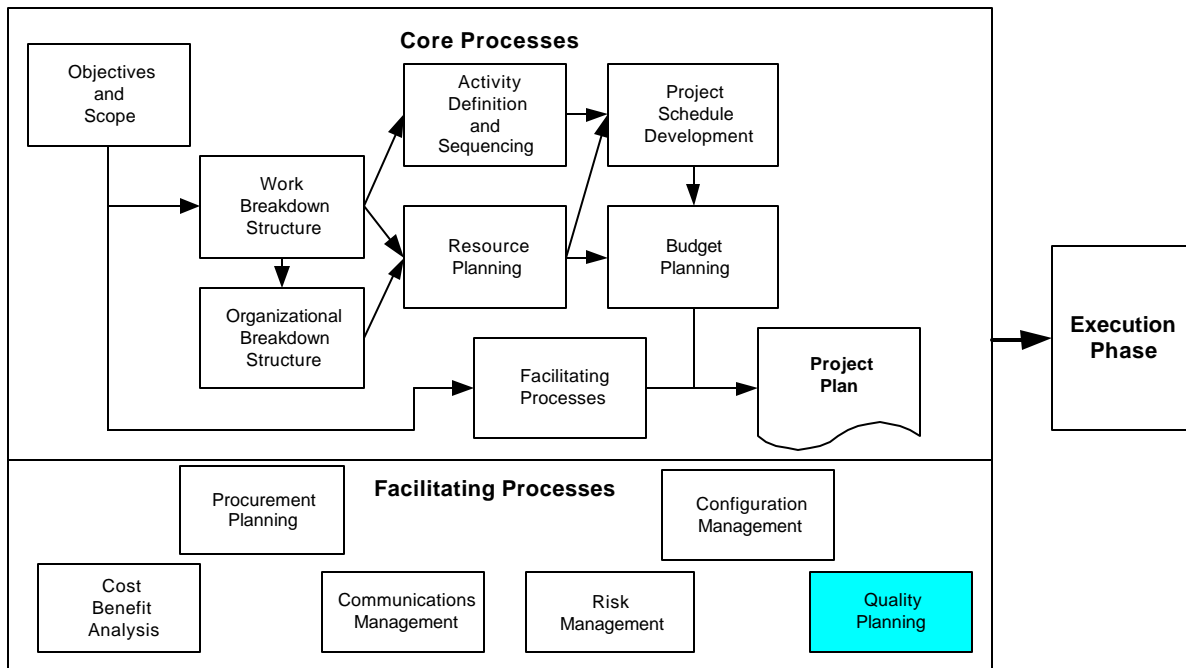 Core Processes
Objectives
and
Scope
Activity
Definition
and
Sequencing
Project
Schedule
Development
Work
Breakdown
Structure
Resource
Planning
Budget
Planning
Organizational
Breakdown
Structure
Facilitating
Processes
Project
Plan
Execution
Phase
Facilitating Processes
Procurement
Planning
Configuration
Management
Cost
Benefit
Analysis
Communications
Management
Risk
Management
Quality
Planning